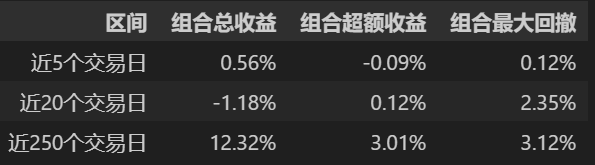 区间 组合总收益 组合超额收益 组合最大回撤
近5个交易日 0.56% -0.09% 0.12%
近20个交易日 -1.18% 0.12% 2.35%
近250个交易日 12.32% 3.01% 3.12%